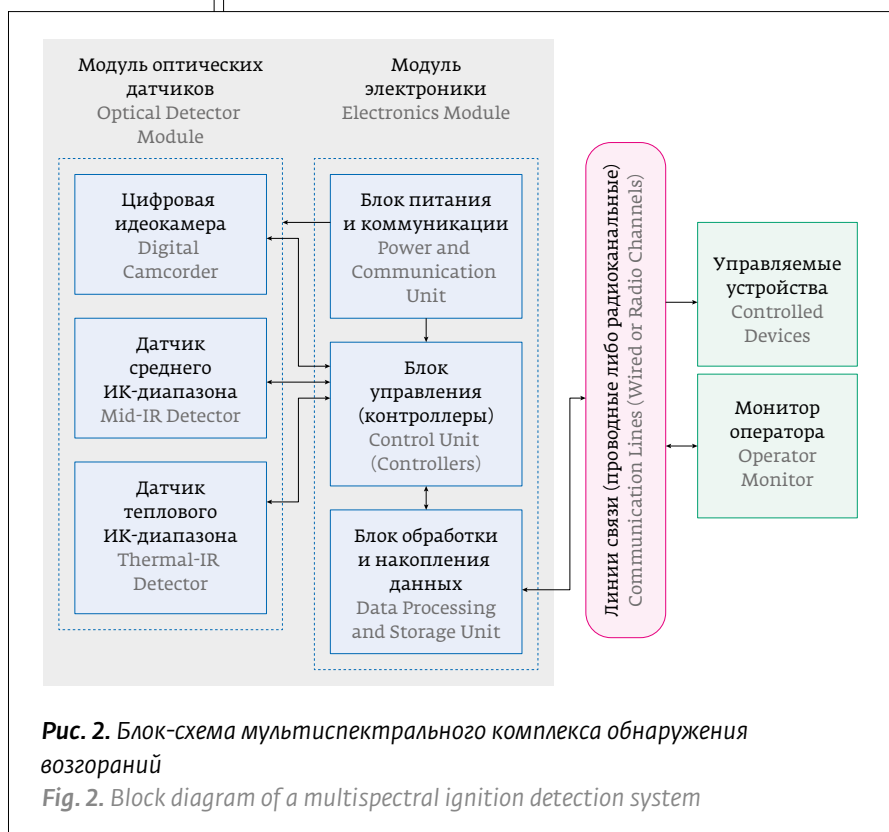 Модуль оптических
датчиков
Optical Detector
Module
Модуль
электроники
Electronics Module
Цифровая
идеокамера
Digital
Camcorder
Датчик
среднего
ИК-диапазона
Mid-IR Detector
Датчик
теплового
ИК-диапазона
Thermal-IR
Detector
Блок питания
и коммуникации
Power and
Communication
Unit
Блок
управления
(контроллеры)
Control Unit
(Controllers)
Блок обработки
и накопления
данных
Data Processing
and Storage Unit
Линии связи (проводные либо радиоканальные)
Communication Lines (Wired or Radio Channels)
Управляемые
устройства
Controlled
Devices
Монитор
оператора
Operator
Monitor
Рис. 2. Блок-схема мультиспектрального комплекса обнаружения
возгораний
Fig. 2. Block diagram of a multispectral ignition detection system